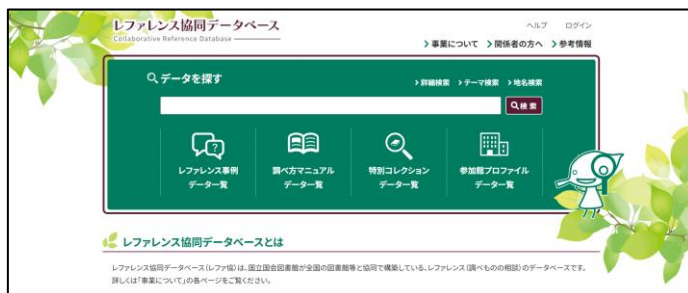 レファレンス協同データベース
Collaborative Reference Database
ヘルプ ログイン
事業について 関係者の方へ 参考情報
データを探す
詳細検索 テーマ検索 地名検索
検索
レファレンス事例
データ一覧
調べ方マニュアル
データ一覧
特別コレクション
データ一覧
参加館プロファイル
データ一覧
レファレンス協同データベースとは
レファレンス協同データベース(レファ協)は、国立国会図書館が全国の図書館等と協同で構築している、レファレンス(調べものの相談)のデータベースです。
詳しくは「事業について」の各ページをご覧ください。